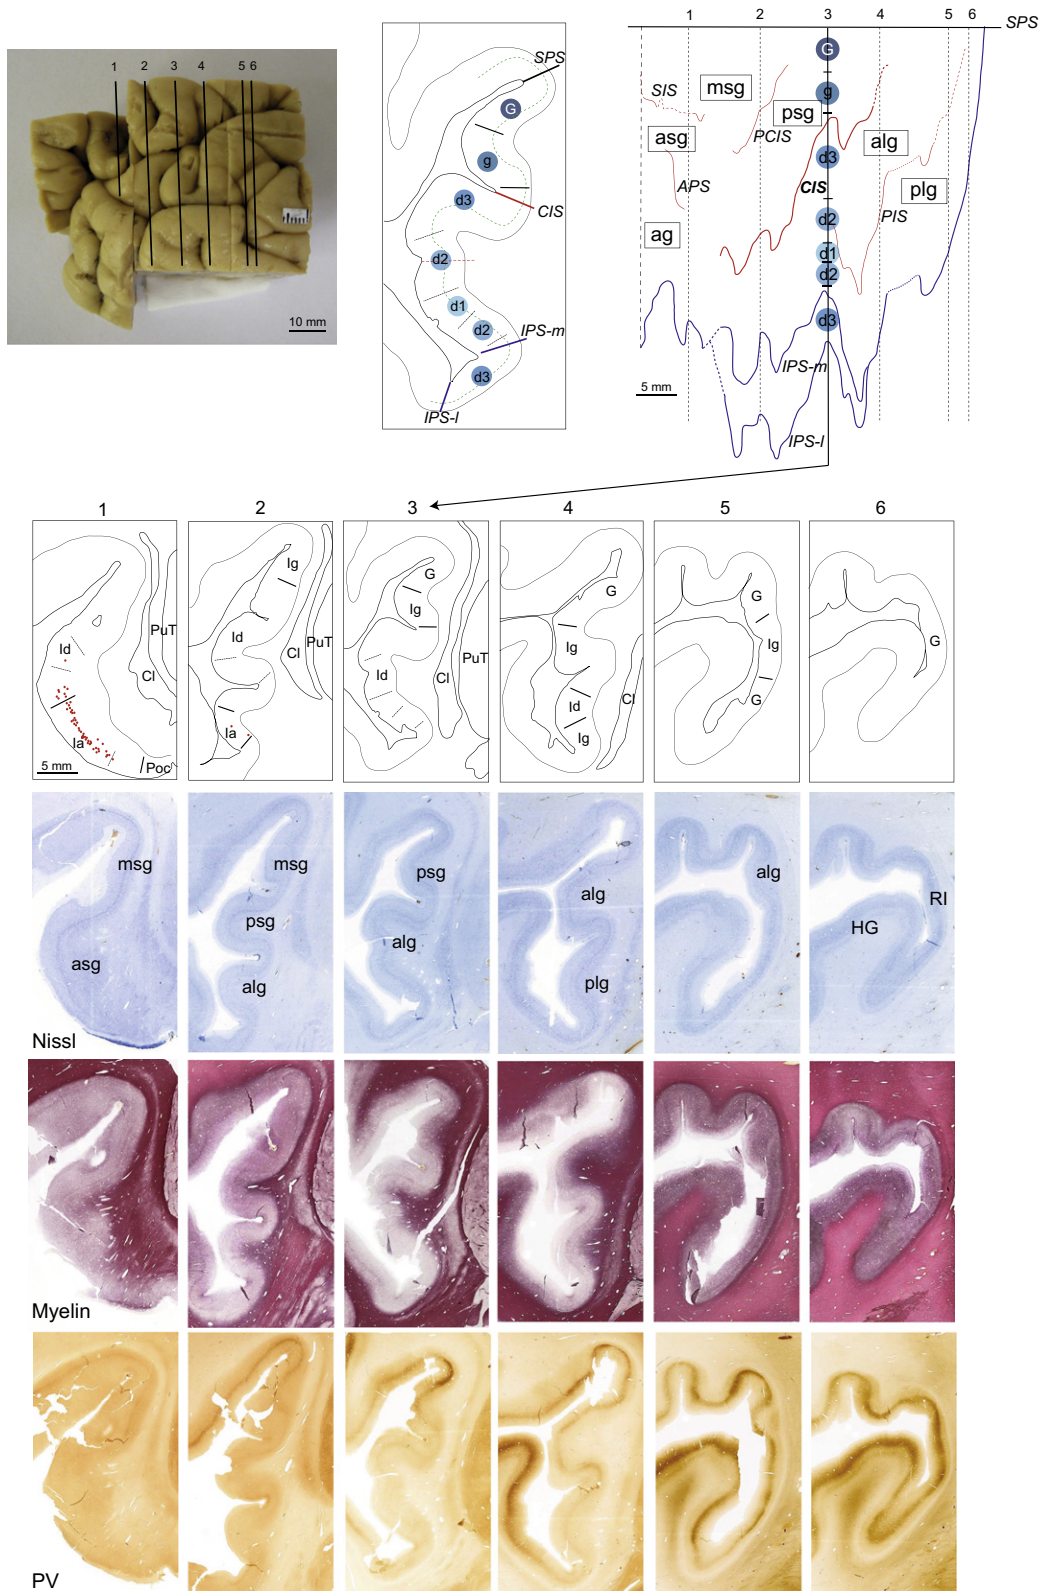 1 2 3 4 5 6
10 mm
SPS
G
g
CIS
d3
d2
d1
d2
IPS-m
d3
IPS-l
1 2 3 4 5 6
SPS
G
SIS
msg
g
psg
PCIS
asg
alg
d3
APS
CIS
plg
PIS
ag
d2
d1
d2
d3
IPS-m
5 mm
IPS-l
1 2 3 4 5 6
Id
PuT
Cl
Ia
Poc
5 mm
Ig
Id
PuT
Cl
Ia
G
Ig
Id
PuT
Cl
G
Ig
Id
Cl
Ig
G
Ig
G
G
msg
asg
msg
psg
alg
psg
alg
alg
plg
alg
RI
HG
Nissl
Myelin
PV